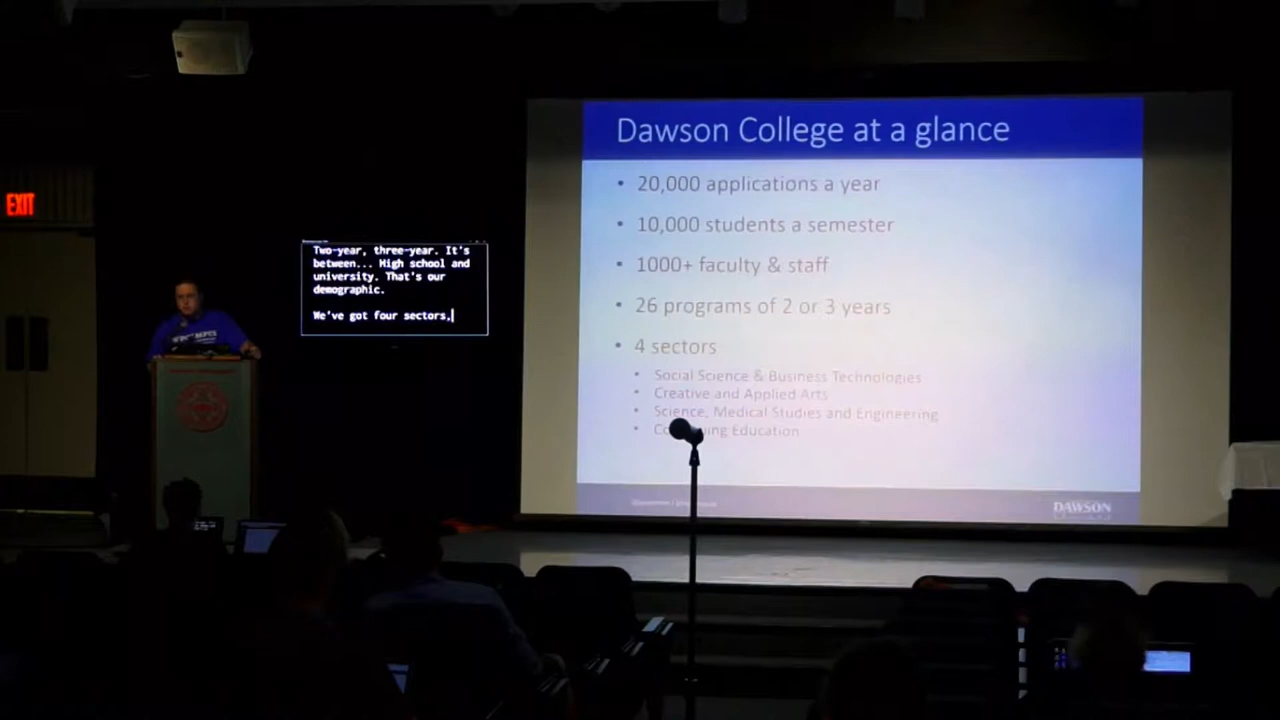 EXIT
Two-year, three-year. It's
between... High school and
university. That's our
demographic.
We've got four sectors,
Dawson College at a glance
• 20,000 applications a year
• 10,000 students a semester
• 1000+ faculty & staff
• 26 programs of 2 or 3 years
• 4 sectors
• Social Science & Business Technologies
• Creative and Applied Arts
• Science, Medical Studies and Engineering
• Education
DAWSON